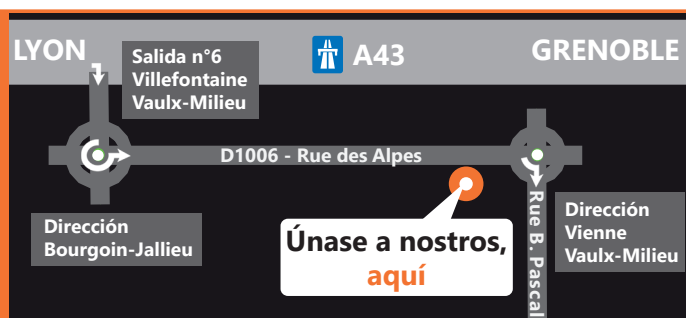 LYON
Salida n°6
Villefontaine
Vaulx-Milieu
A43
GRENOBLE
D1006 - Rue des Alpes
Dirección
Bourgoin-Jallieu
Únase a nostros,
aquí
Rue B. Pascal
Dirección
Vienne
Vaulx-Milieu